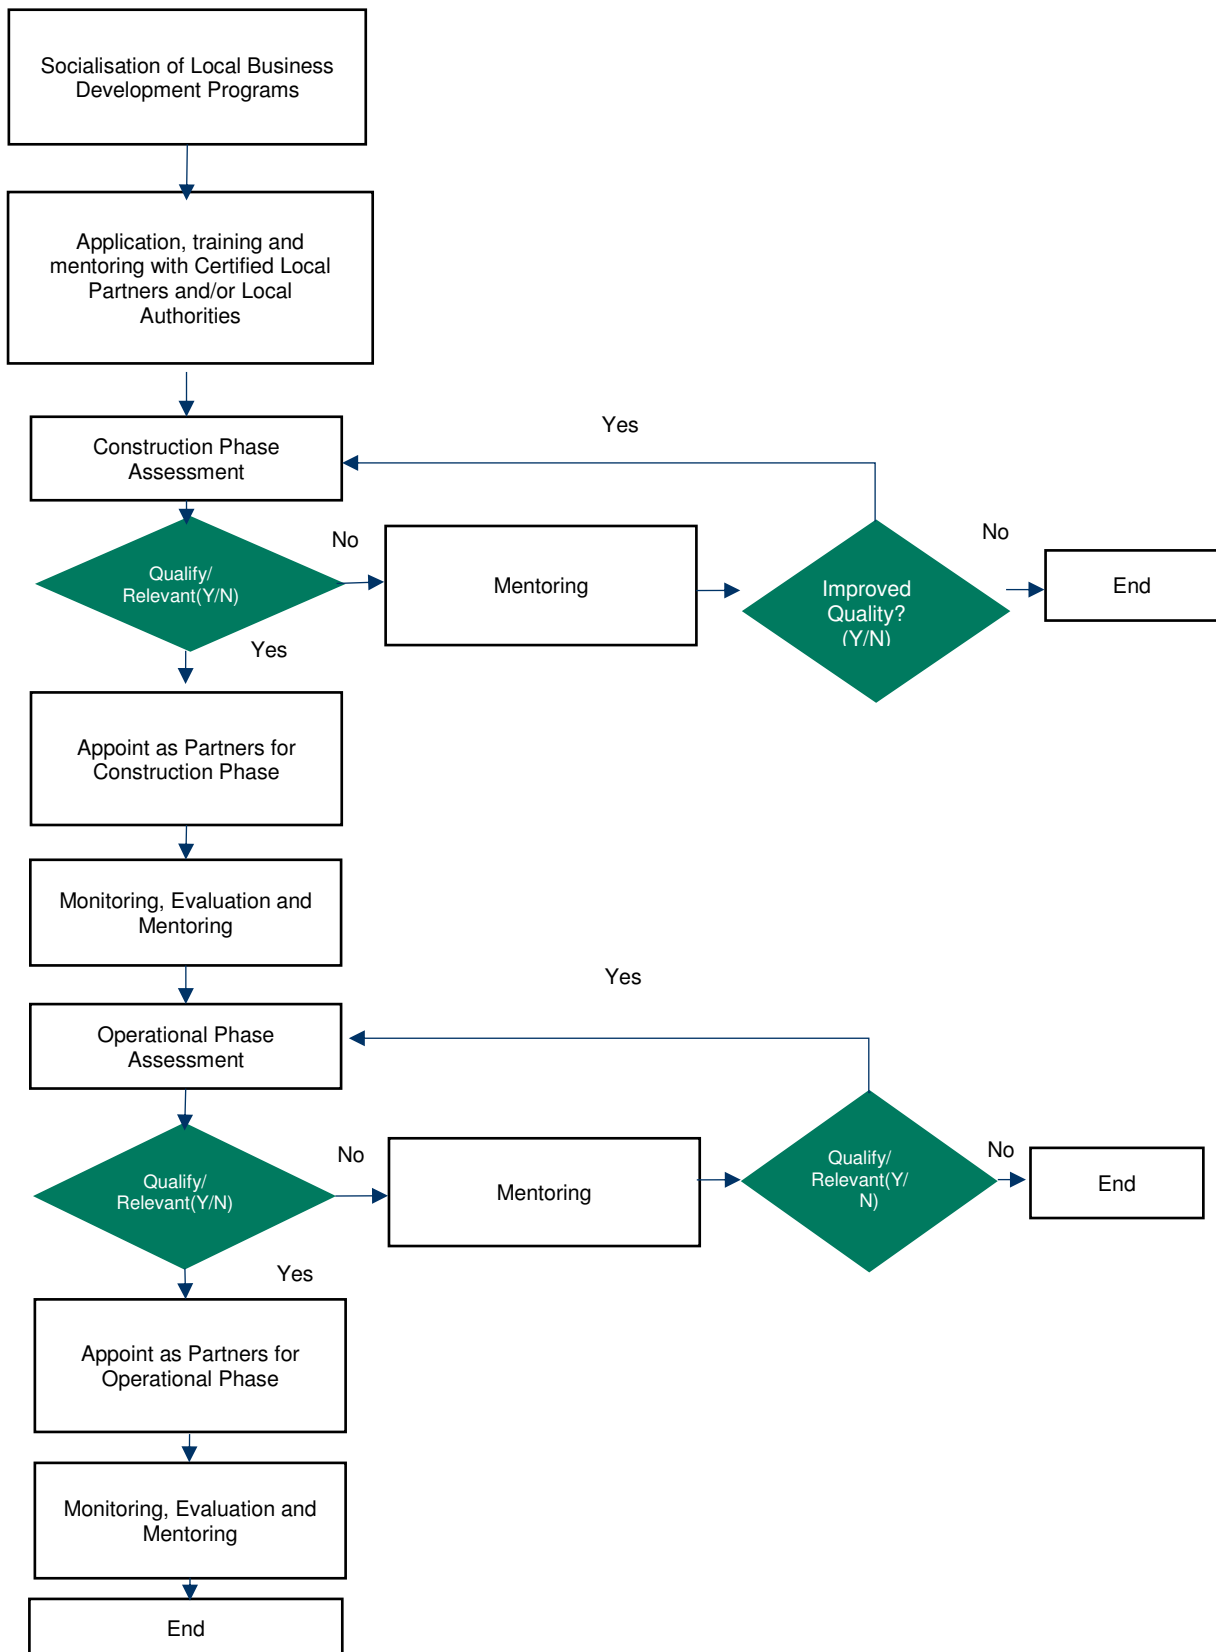 Socialisation of Local Business
Development Programs
Application, training and
mentoring with Certified Local
Partners and/or Local
Authorities
Yes
Construction Phase
Assessment
No
No
Qualify/
Relevant(Y/N)
Mentoring
Improved
Quality?
(Y/N)
End
Yes
Appoint as Partners for
Construction Phase
Monitoring, Evaluation and
Mentoring
Yes
Operational Phase
Assessment
No
No
Qualify/
Relevant(Y/N)
Mentoring
Qualify/
Relevant(Y/
N)
End
Yes
Appoint as Partners for
Operational Phase
Monitoring, Evaluation and
Mentoring
End